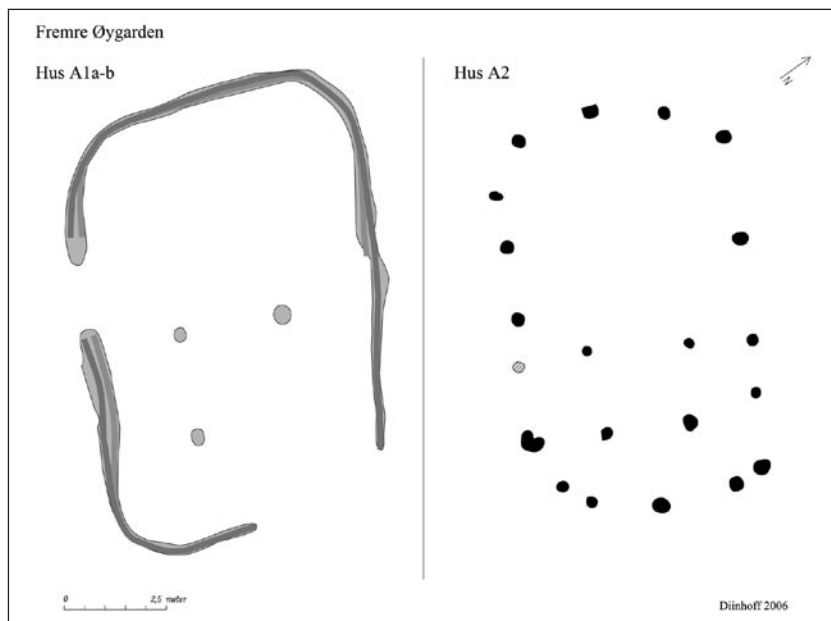 Fremre Øygarden
Hus A1a-b
Hus A2
N
0 2,5 meter
Diinhoff 2006